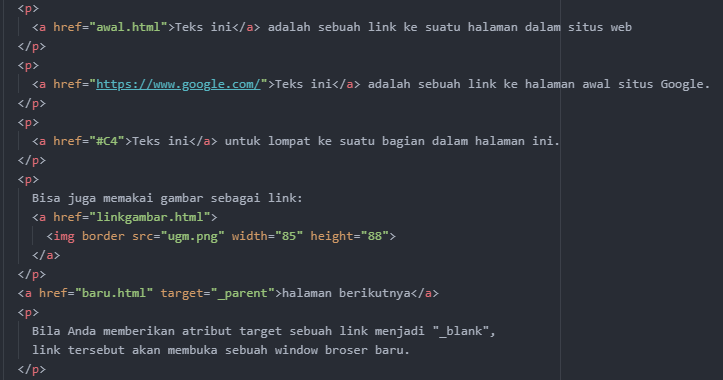 <p>
<a href="awal.html">Teks ini</a> adalah sebuah link ke suatu halaman dalam situs web
</p>
<p>
<a href="https://www.google.com/">Teks ini</a> adalah sebuah link ke halaman awal situs Google.
</p>
<p>
<a href="#C4">Teks ini</a> untuk lompat ke suatu bagian dalam halaman ini.
</p>
<p>
Bisa juga memakai gambar sebagai link:
<a href="linkgambar.html">
<img border src="ugm.png" width="85" height="88">
</a>
</p>
<a href="baru.html" target="_parent">halaman berikutnya</a>
<p>
Bila Anda memberikan atribut target sebuah link menjadi "_blank",
link tersebut akan membuka sebuah window broser baru.
</p>